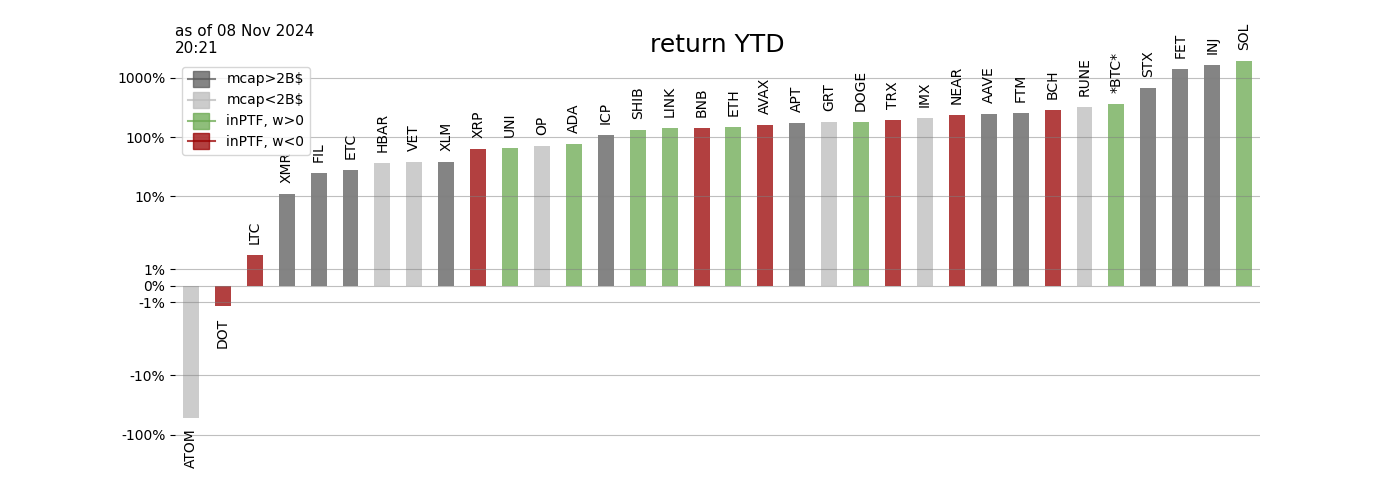 as of 08 Nov 2024
20:21
return YTD
mcap>2B$
mcap<2B$
inPTF, w>0
inPTF, w<0
1000%
100%
10%
1%
0%
-1%
-10%
-100%
ATOM
DOT
LTC
XMR
FIL
ETC
HBAR
VET
XLM
XRP
UNI
OP
ADA
ICP
SHIB
LINK
BNB
ETH
AVAX
APT
GRT
DOGE
TRX
IMX
NEAR
AAVE
FTM
BCH
RUNE
*BTC*
STX
FET
INJ
SOL